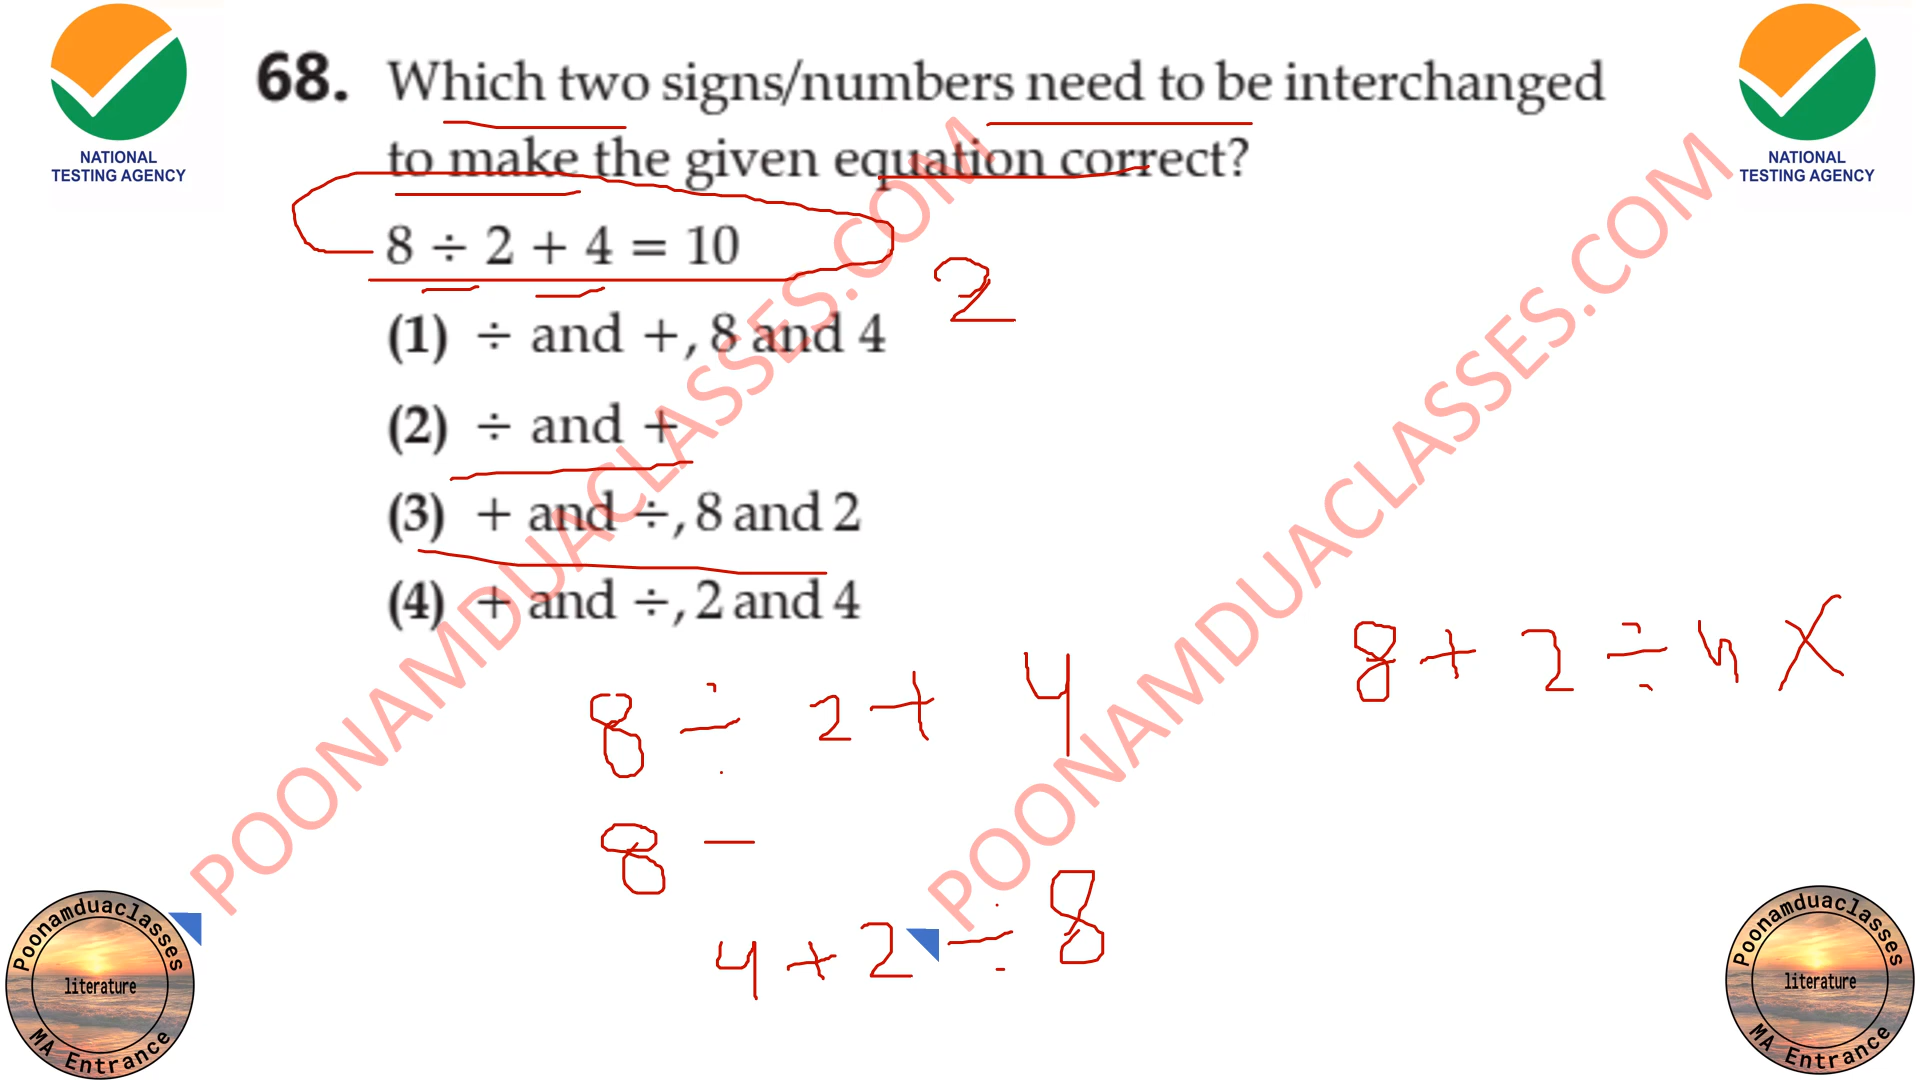 NATIONAL
TESTING AGENCY
NATIONAL
TESTING AGENCY
68. Which two signs/numbers need to be interchanged
to make the given equation correct?
8 ÷ 2 + 4 = 10
2
(1) ÷ and +, 8 and 4
(2) ÷ and +
(3) + and ÷, 8 and 2
(4) + and ÷, 2 and 4
8 ÷ 2 + 4
8 + 2 ÷ 4 X
8 –
4 + 2 ÷ 8
POONAMDUACLASSES.COM
POONAMDUACLASSES.COM
Poonamduaclasses
literature
MA Entrance
Poonamduaclasses
literature
MA Entrance